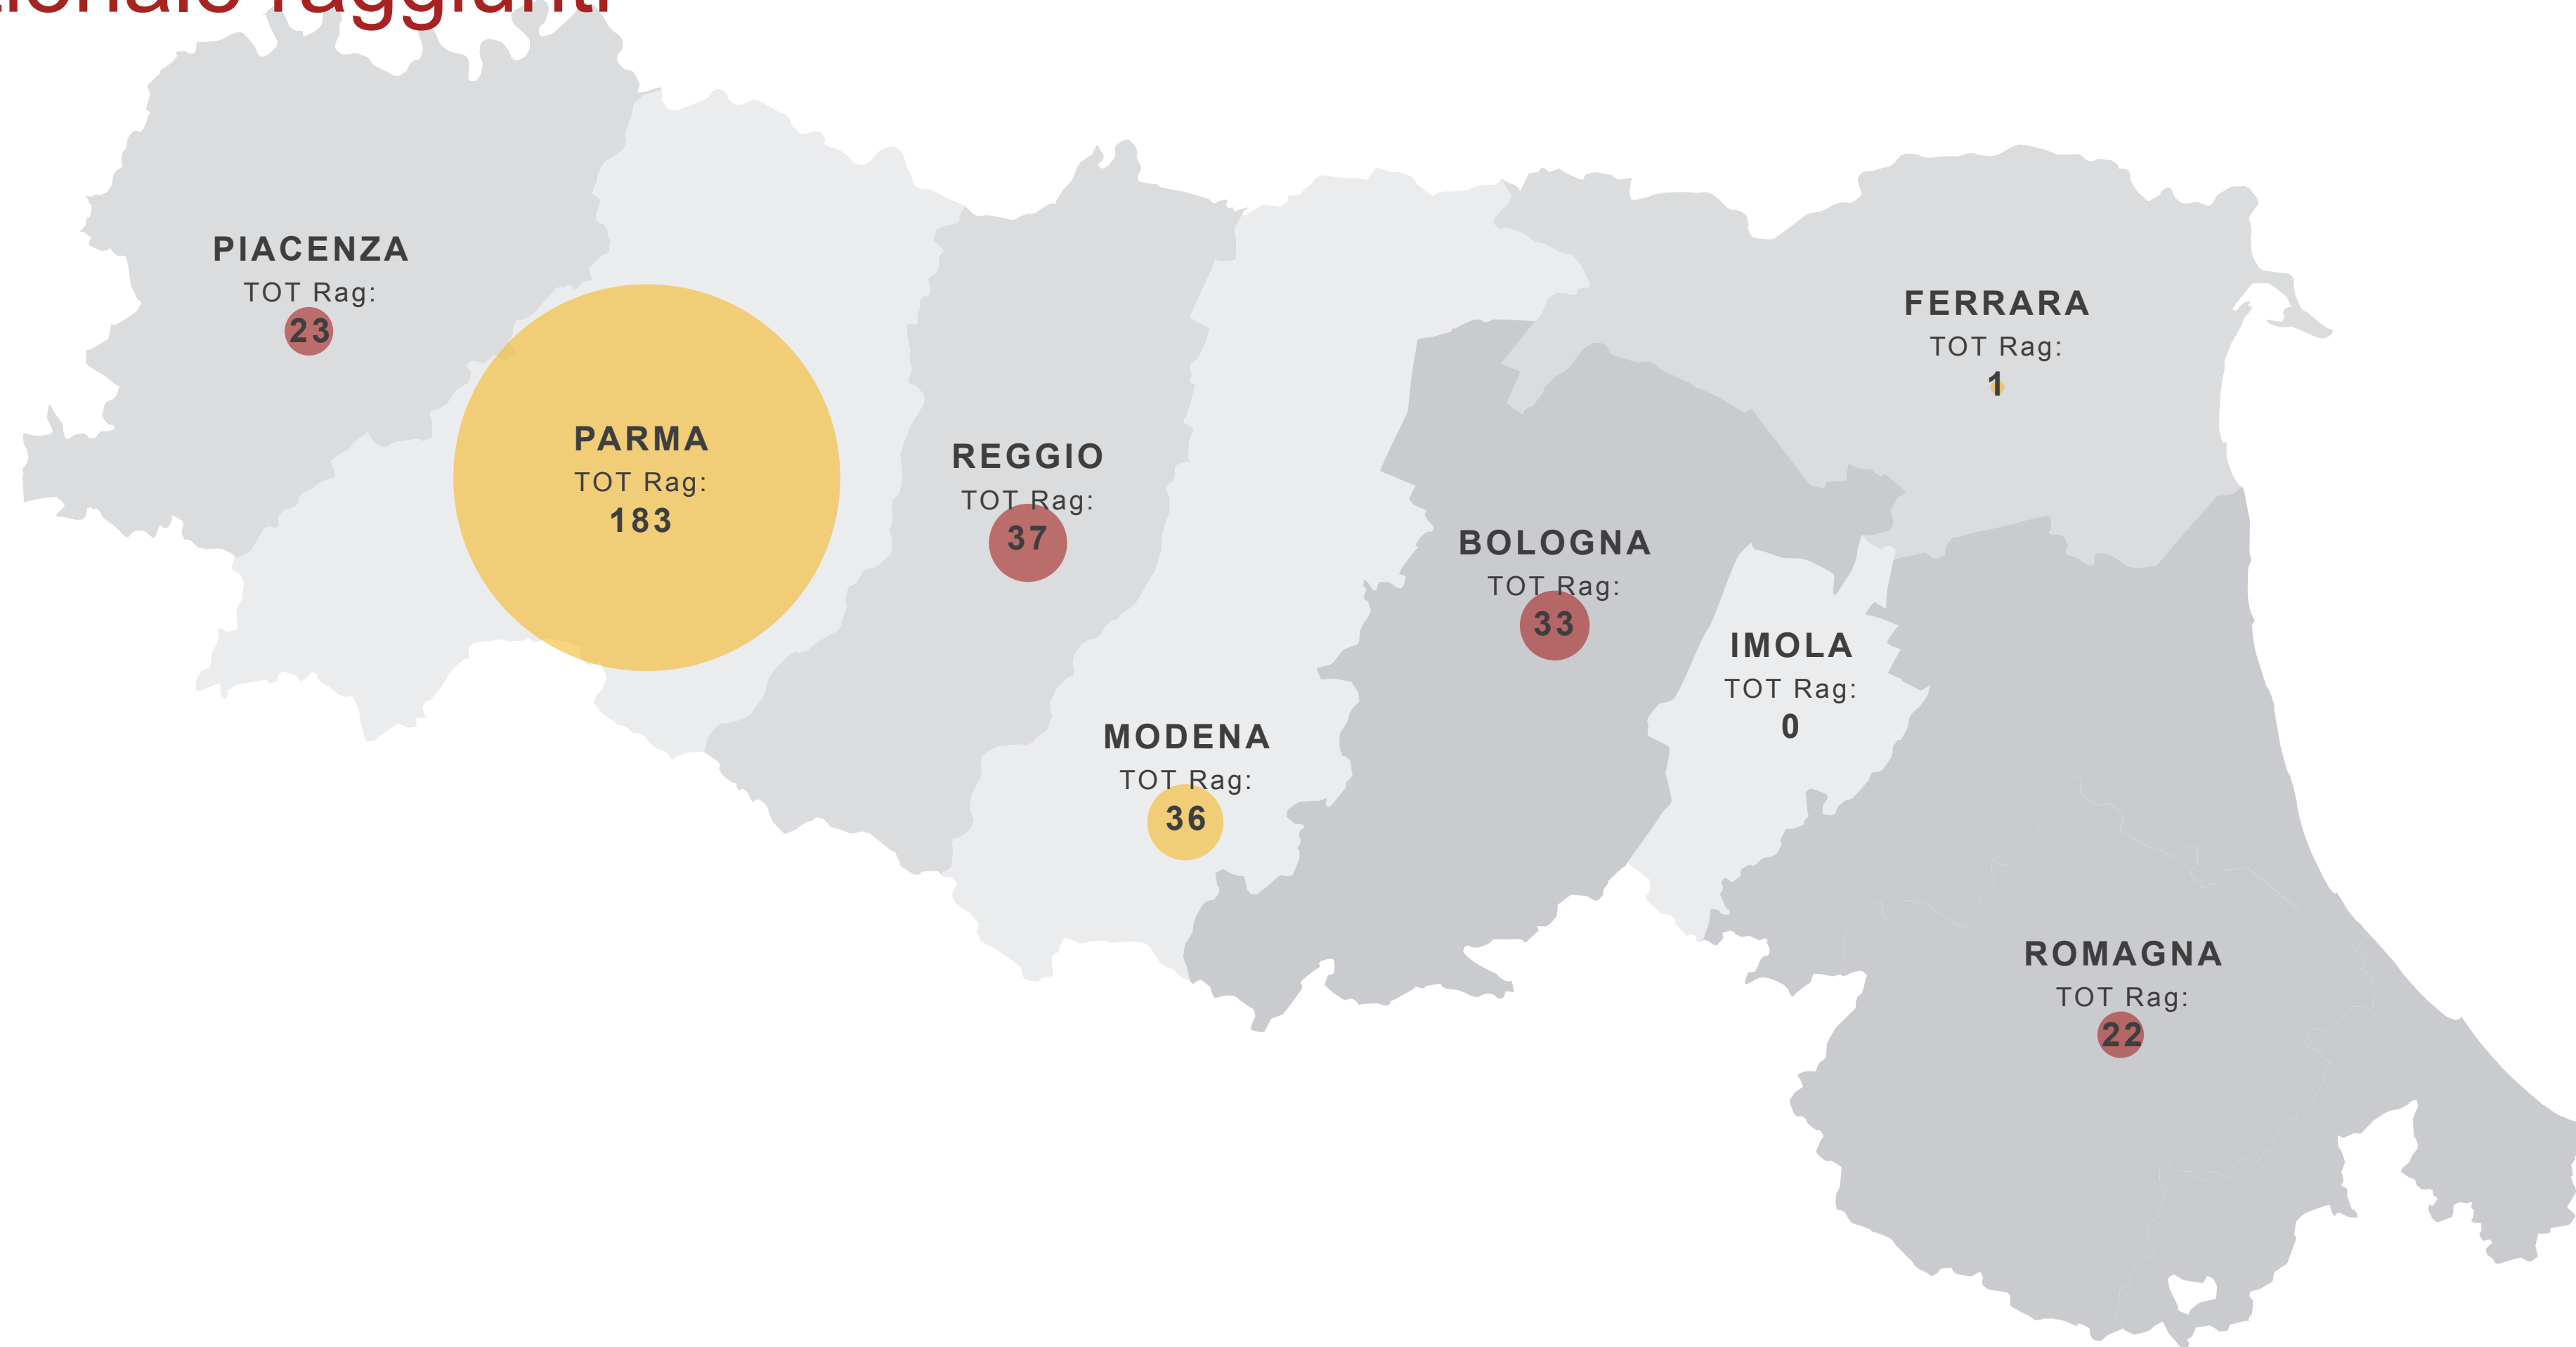 raggiunti
PIACENZA
TOT Rag:
23
PARMA
TOT Rag:
183
REGGIO
TOT Rag:
37
MODENA
TOT Rag:
36
BOLOGNA
TOT Rag:
33
IMOLA
TOT Rag:
0
FERRARA
TOT Rag:
1
ROMAGNA
TOT Rag:
22